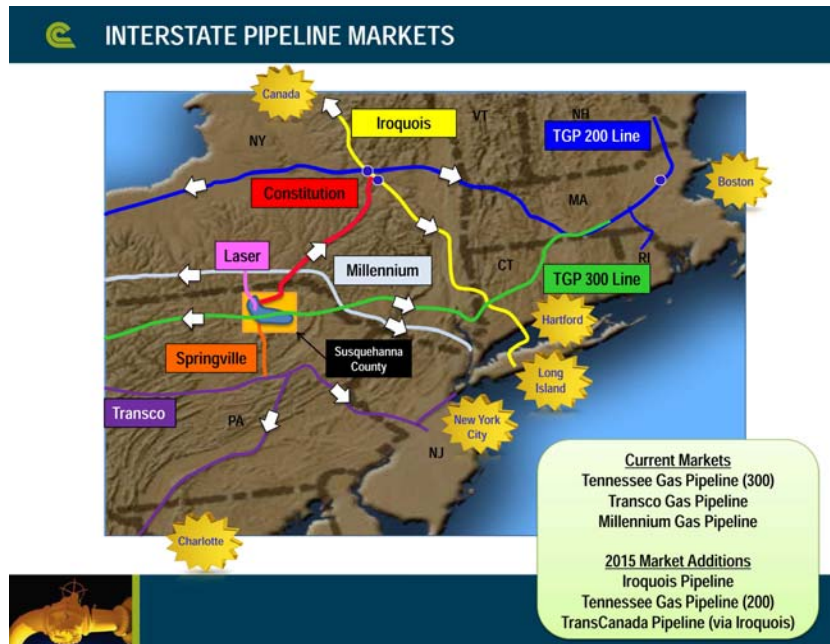 INTERSTATE PIPELINE MARKETS
Canada
Iroquois
VT
NH
TGP 200 Line
NY
Boston
Constitution
MA
Laser
Millennium
CT
RI
TGP 300 Line
Hartford
Susquehanna
County
Springville
Long
Island
Transco
PA
New York
City
NJ
Charlotte
Current Markets
Tennessee Gas Pipeline (300)
Transco Gas Pipeline
Millennium Gas Pipeline
2015 Market Additions
Iroquois Pipeline
Tennessee Gas Pipeline (200)
TransCanada Pipeline (via Iroquois)